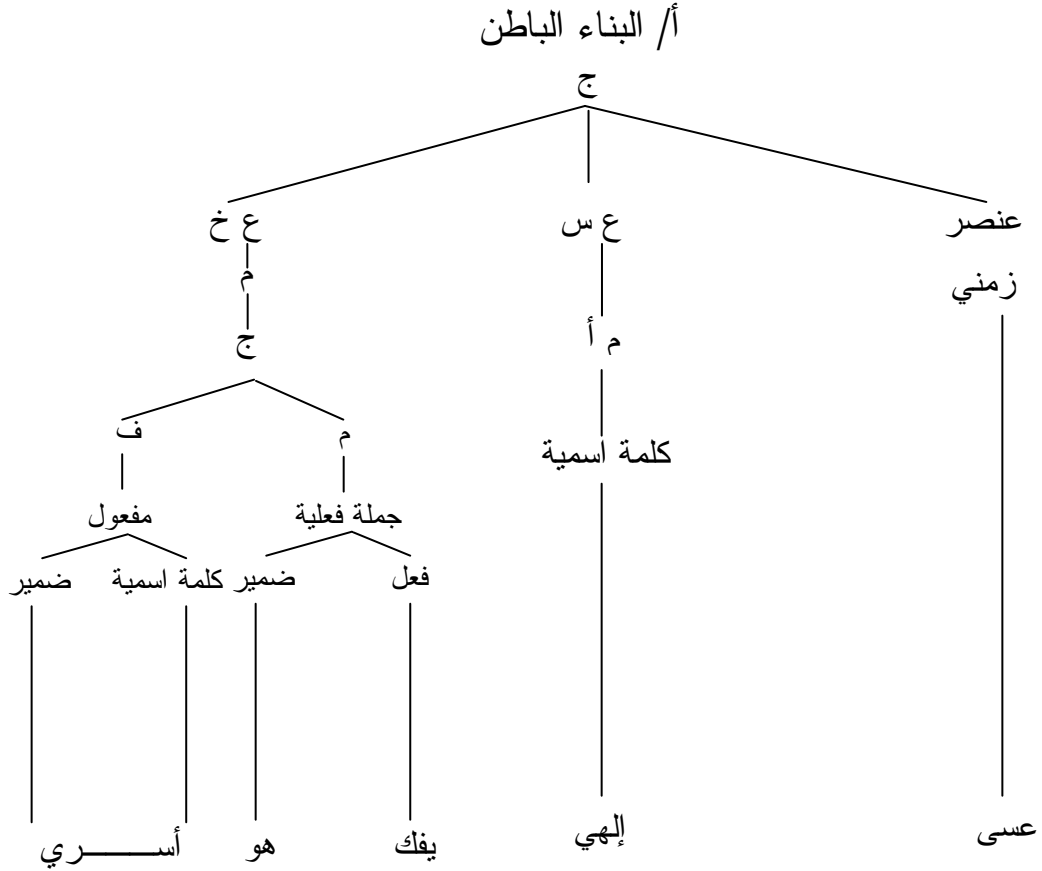 أ/ البناء الباطن
ج
عنصر ع س ع خ
زمني م
م أ ج
م ف
كلمة اسمية
جملة فعلية مفعول
فعل ضمير كلمة اسمية ضمير
عسى إلهي يفك هو أســـــري